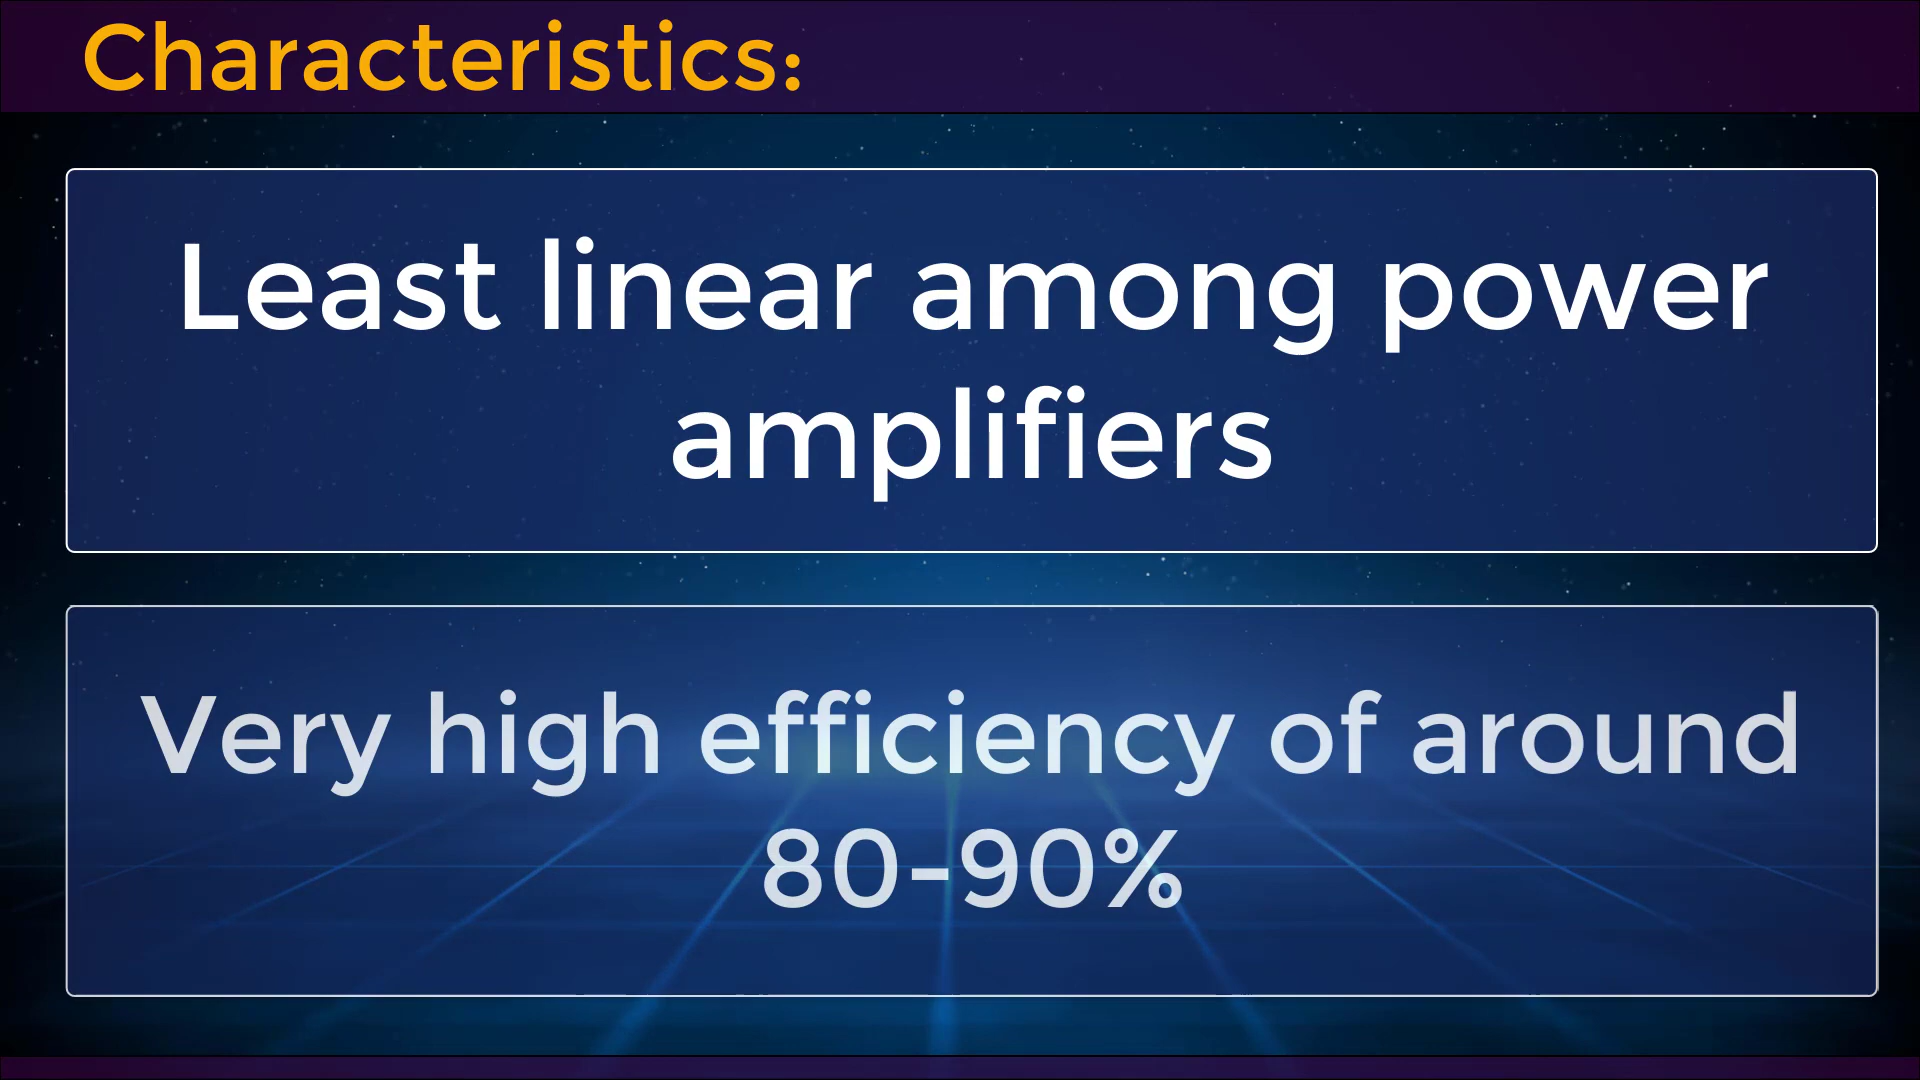 Characteristics:
Least linear among power
amplifiers
Very high efficiency of around
80-90%